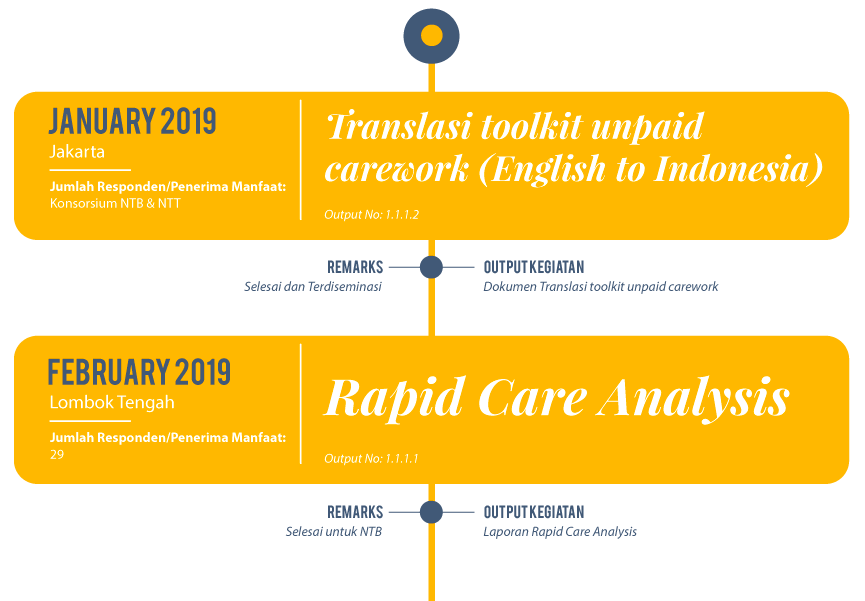 JANUARY 2019
Jakarta
Jumlah Responden/Penerima Manfaat:
Konsorsium NTB & NTT
Translasi toolkit unpaid
carework (English to Indonesia)
Output No: 1.1.1.2
REMARKS
Selesai dan Terdiseminasi
OUTPUT KEGIATAN
Dokumen Translasi toolkit unpaid carework
FEBRUARY 2019
Lombok Tengah
Jumlah Responden/Penerima Manfaat:
29
Rapid Care Analysis
Output No: 1.1.1.1
REMARKS
Selesai untuk NTB
OUTPUT KEGIATAN
Laporan Rapid Care Analysis